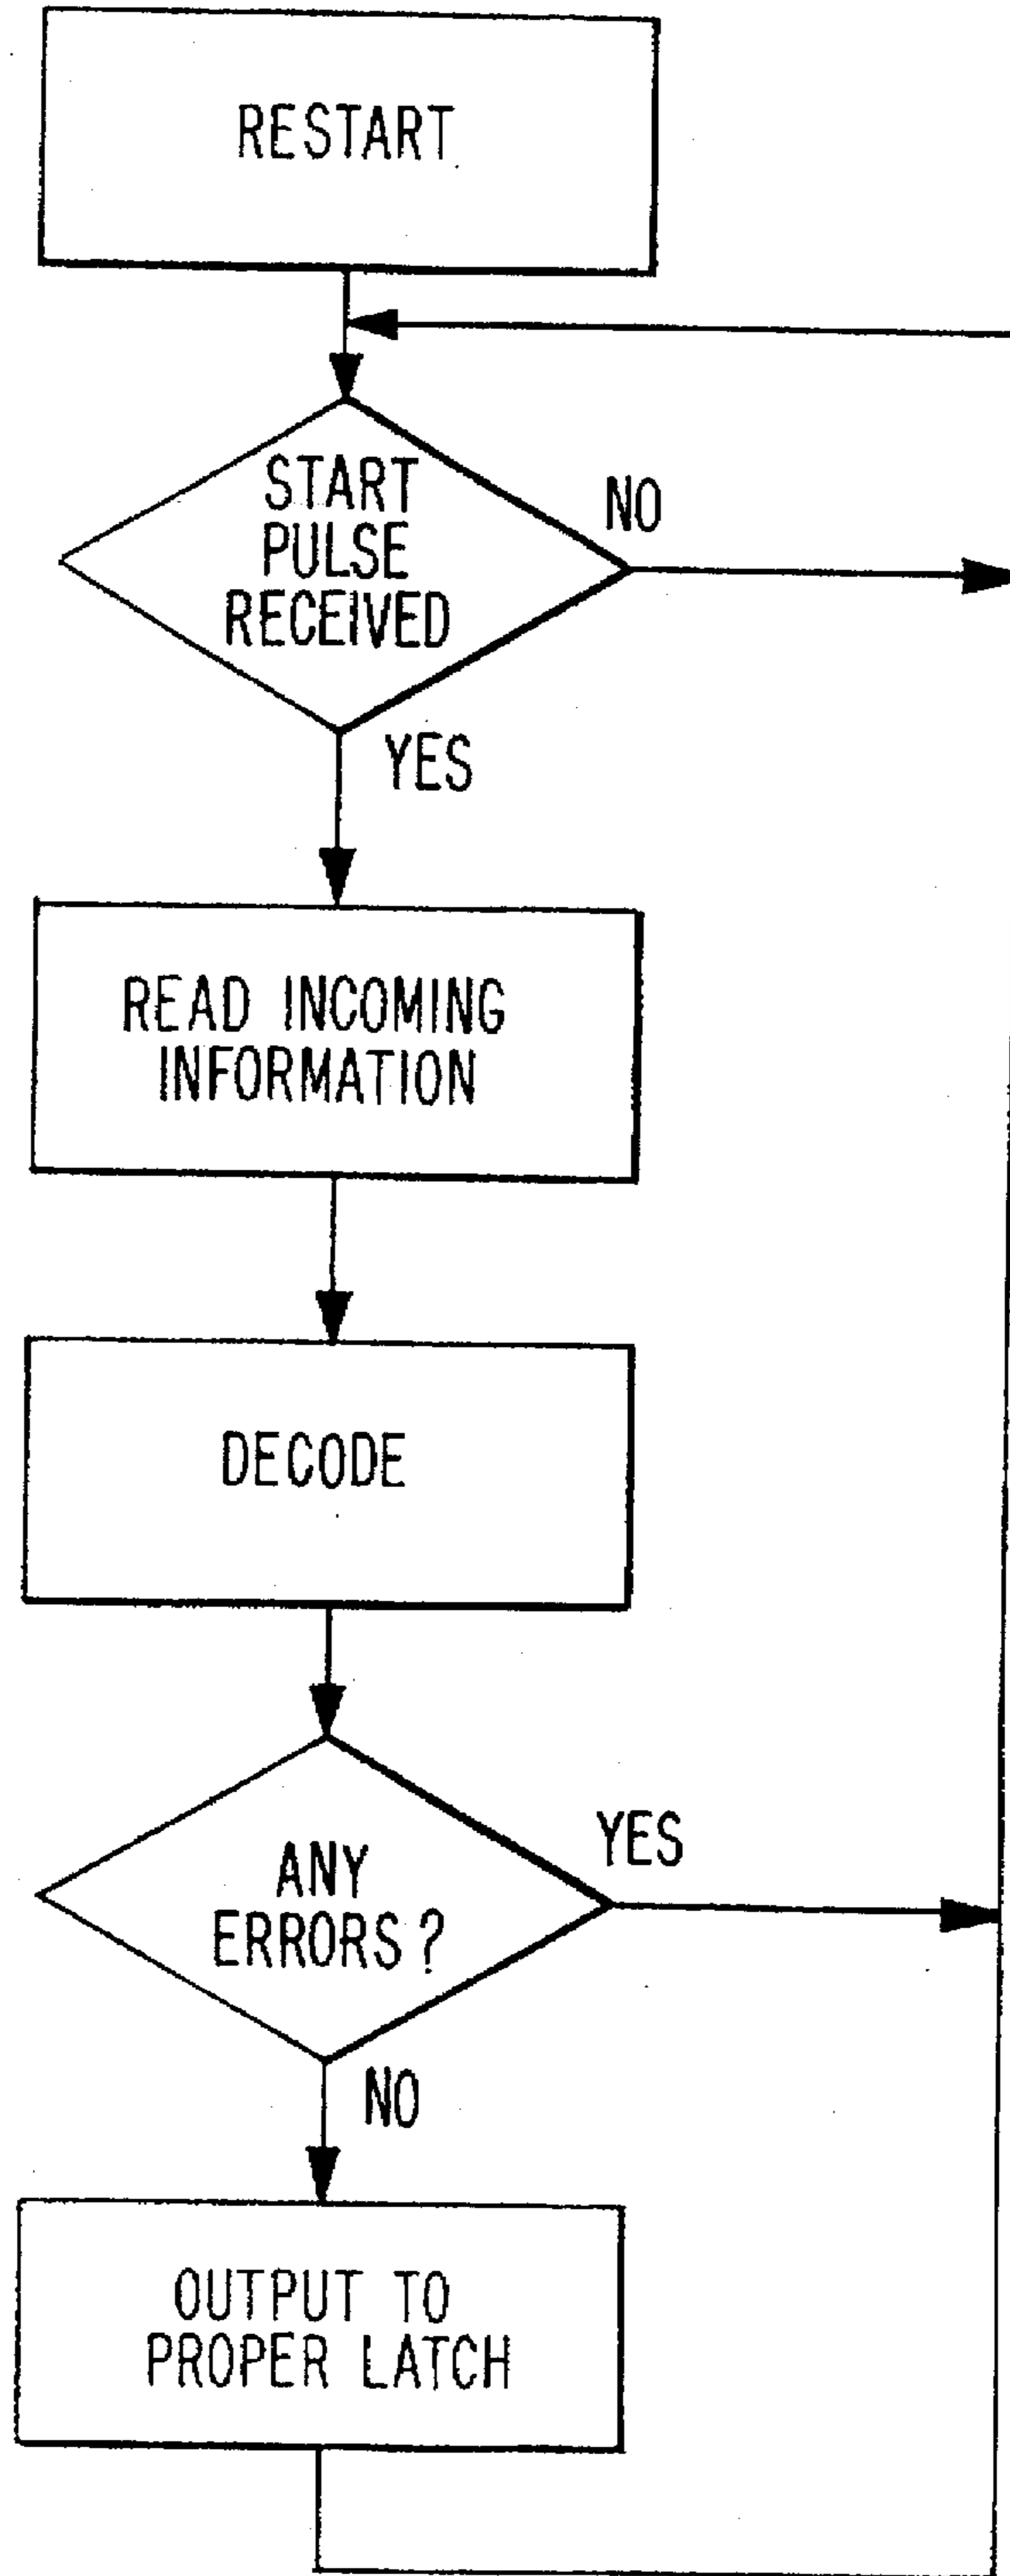 RESTART
START
PULSE
RECEIVED
NO
YES
READ INCOMING
INFORMATION
DECODE
ANY
ERRORS?
YES
NO
OUTPUT TO
PROPER LATCH